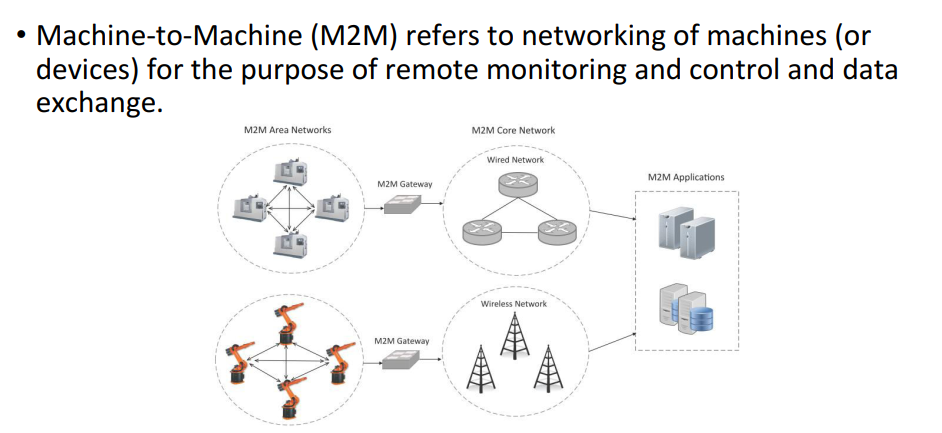 • Machine-to-Machine (M2M) refers to networking of machines (or
devices) for the purpose of remote monitoring and control and data
exchange.
M2M Area Networks
M2M Core Network
Wired Network
M2M Gateway
M2M Applications
Wireless Network
M2M Gateway